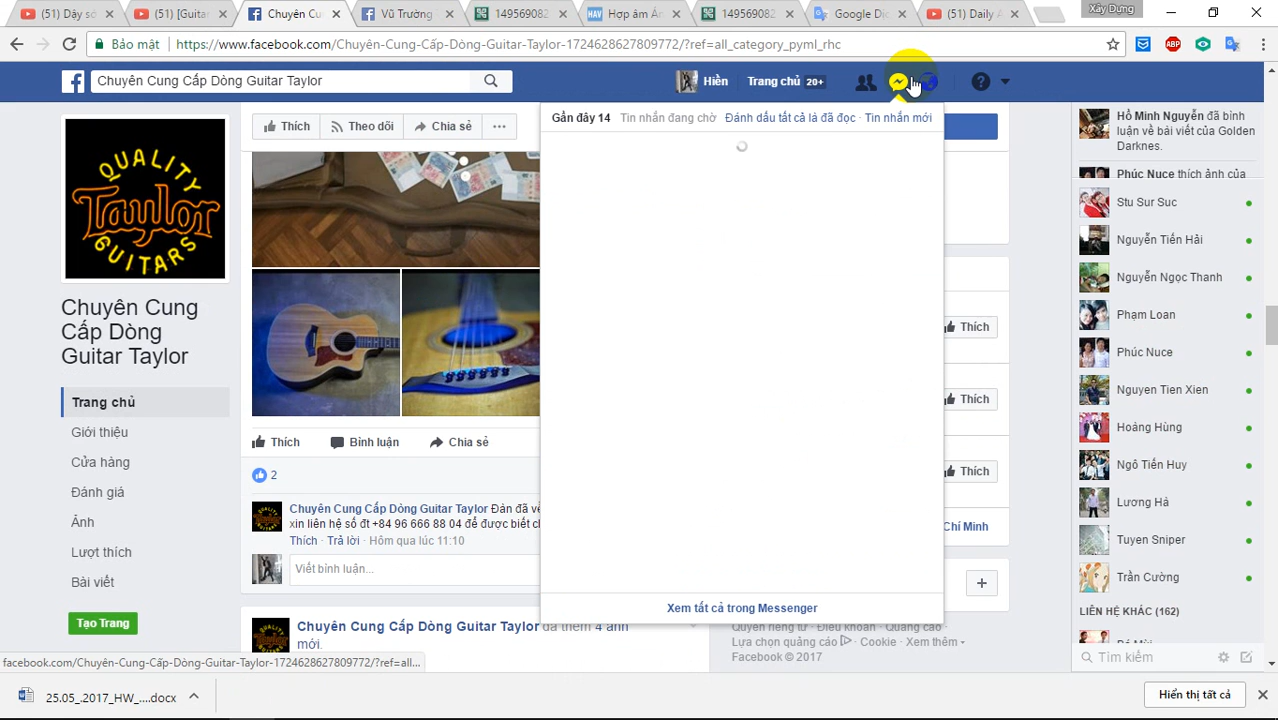 Xây Dựng
(51) Dây số
(51) [Guitar
Chuyên Cu
Vũ Trưởng
149569082
Hợp âm Án
149569082
Google Dịc
(51) Daily A
Bảo mật
https://www.facebook.com/Chuyên-Cung-Cấp-Dòng-Guitar-Taylor-1724628627809772/?ref=all_category_pyml_rhc
ABP
Chuyên Cung Cấp Dòng Guitar Taylor
Hiền
Trang chủ 20+
Thích
Theo dõi
Chia sẻ
Gần đây 14
Tin nhắn đang chờ
Đánh dấu tất cả là đã đọc · Tin nhắn mới
QUALITY
Taylor
GUITARS
Chuyên Cung
Cấp Dòng
Guitar Taylor
Trang chủ
Giới thiệu
Cửa hàng
Đánh giá
Ảnh
Lượt thích
Bài viết
Tạo Trang
Thích
Bình luận
Chia sẻ
2
Chuyên Cung Cấp Dòng Guitar Taylor Đàn đã về
xin liên hệ số đt +84 96 666 88 04 để được biết ch
Thích · Trả lời · Hôm qua lúc 11:10
Viết bình luận...
Chuyên Cung Cấp Dòng Guitar Taylor đã thêm 4 ảnh
mới.
Xem tất cả trong Messenger
Thích
Thích
Thích
Chí Minh
Quyền riêng tư · Điều khoản · Quảng cáo ·
Lựa chọn quảng cáo · Cookie · Xem thêm
Facebook © 2017
Hồ Minh Nguyễn đã bình
luận về bài viết của Golden
Darknes.
Phúc Nuce thích ảnh của
Stu Sur Suc
Nguyễn Tiến Hải
Nguyễn Ngọc Thanh
Phạm Loan
Phúc Nuce
Nguyen Tien Xien
Hoàng Hùng
Ngô Tiến Huy
Lương Hà
Tuyen Sniper
Trần Cường
LIÊN HỆ KHÁC (162)
Tìm kiếm
facebook.com/Chuyên-Cung-Cấp-Dòng-Guitar-Taylor-1724628627809772/?ref=all...
25.05_.2017_HW_....docx
Hiển thị tất cả